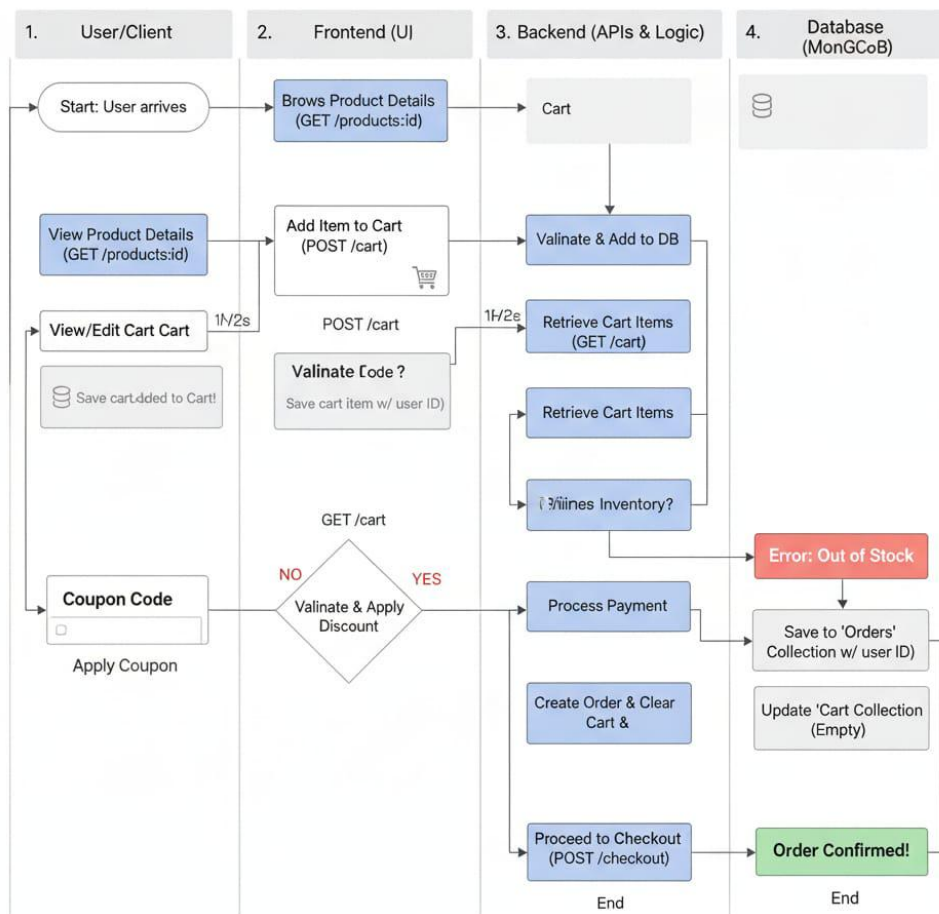 1. User/Client
2. Frontend (UI
3. Backend (APIs & Logic)
4. Database
(MonGCoB)
Start: User arrives
Brows Product Details
(GET /products:id)
Cart
View Product Details
(GET /products:id)
Add Item to Cart
(POST /cart)
Valinate & Add to DB
View/Edit Cart Cart
POST /cart
Retrieve Cart Items
(GET /cart)
Save cart.dded to Cart!
Valinate Code ?
Save cart item w/ user ID)
Retrieve Cart Items
Inventory?
GET /cart
Error: Out of Stock
NO
YES
Coupon Code
Valinate & Apply
Discount
Process Payment
Save to 'Orders'
Collection w/ user ID)
Apply Coupon
Create Order & Clear
Cart &
Update 'Cart Collection
(Empty)
Proceed to Checkout
(POST /checkout)
Order Confirmed!
End
End